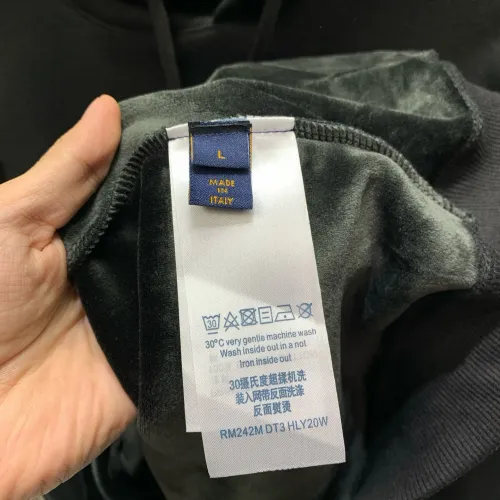 L
MADE
IN
ITALY
30
30°C very gentle machine wash
Wash inside out in a not
Iron inside out
30摄氏度超揉机洗
装入网带反面洗涤
反面熨烫
RM242M DT3 HLY20W